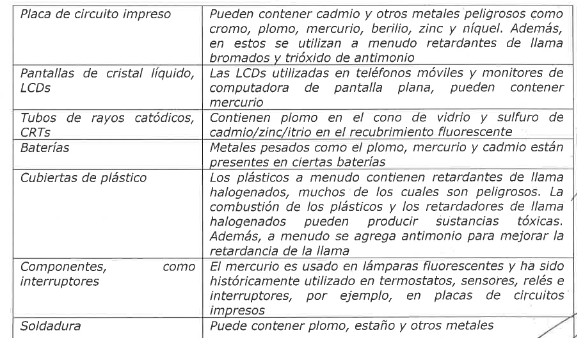 Placa de circuito impreso
Pueden contener cadmio y otros metales peligrosos como
cromo, plomo, mercurio, berilio, zinc y níquel. Además,
en estos se utilizan a menudo retardantes de llama
bromados y trióxido de antimonio
Pantallas de cristal líquido,
LCDs
Las LCDs utilizadas en teléfonos móviles y monitores de
computadora de pantalla plana, pueden contener
mercurio
Tubos de rayos catódicos,
CRTs
Contienen plomo en el cono de vidrio y sulfuro de
cadmio/zinc/itrio en el recubrimiento fluorescente
Baterías
Metales pesados como el plomo, mercurio y cadmio están
presentes en ciertas baterías
Cubiertas de plástico
Los plásticos a menudo contienen retardantes de llama
halogenados, muchos de los cuales son peligrosos. La
combustión de los plásticos y los retardadores de llama
halogenados pueden producir sustancias tóxicas.
Además, a menudo se agrega antimonio para mejorar la
retardancia de la llama
Componentes, como
interruptores
El mercurio es usado en lámparas fluorescentes y ha sido
históricamente utilizado en termostatos, sensores, relés e
interruptores, por ejemplo, en placas de circuitos
impresos
Soldadura
Puede contener plomo, estaño y otros metales